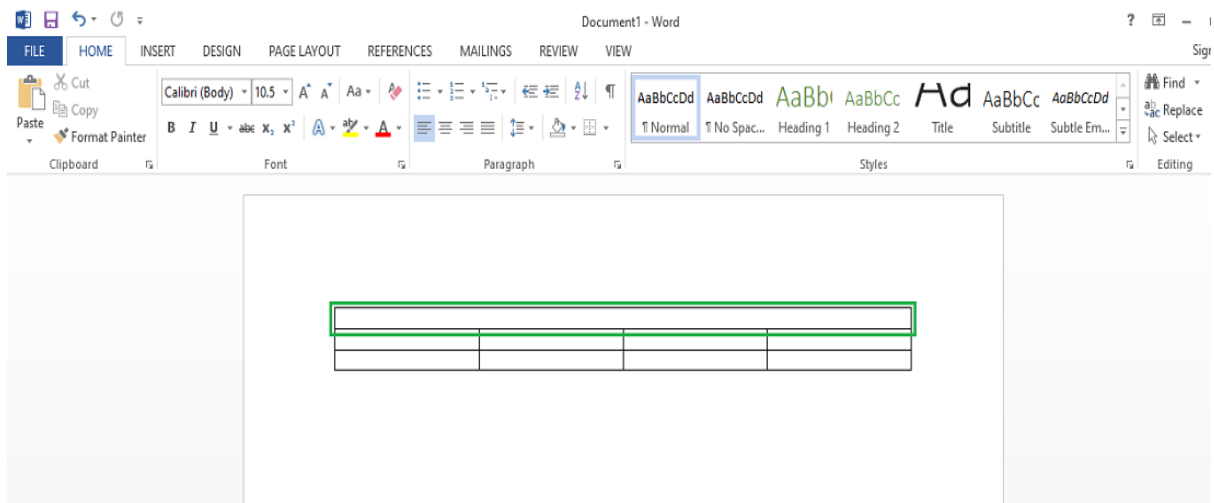 Document1 - Word
?
FILE HOME INSERT DESIGN PAGE LAYOUT REFERENCES MAILINGS REVIEW VIEW
Cut
Copy
Paste
Format Painter
Clipboard
Calibri (Body) 10.5 A A Aa
B I U abc X₂ X² A aby A
Font
Paragraph
AaBbCcDd AaBbCcDd AaBb( AaBbCc AaBbCc AaBbCcDd
¶ Normal ¶ No Spac... Heading 1 Heading 2 Title Subtitle Subtle Em...
Styles
Find
Replace
Select
Editing